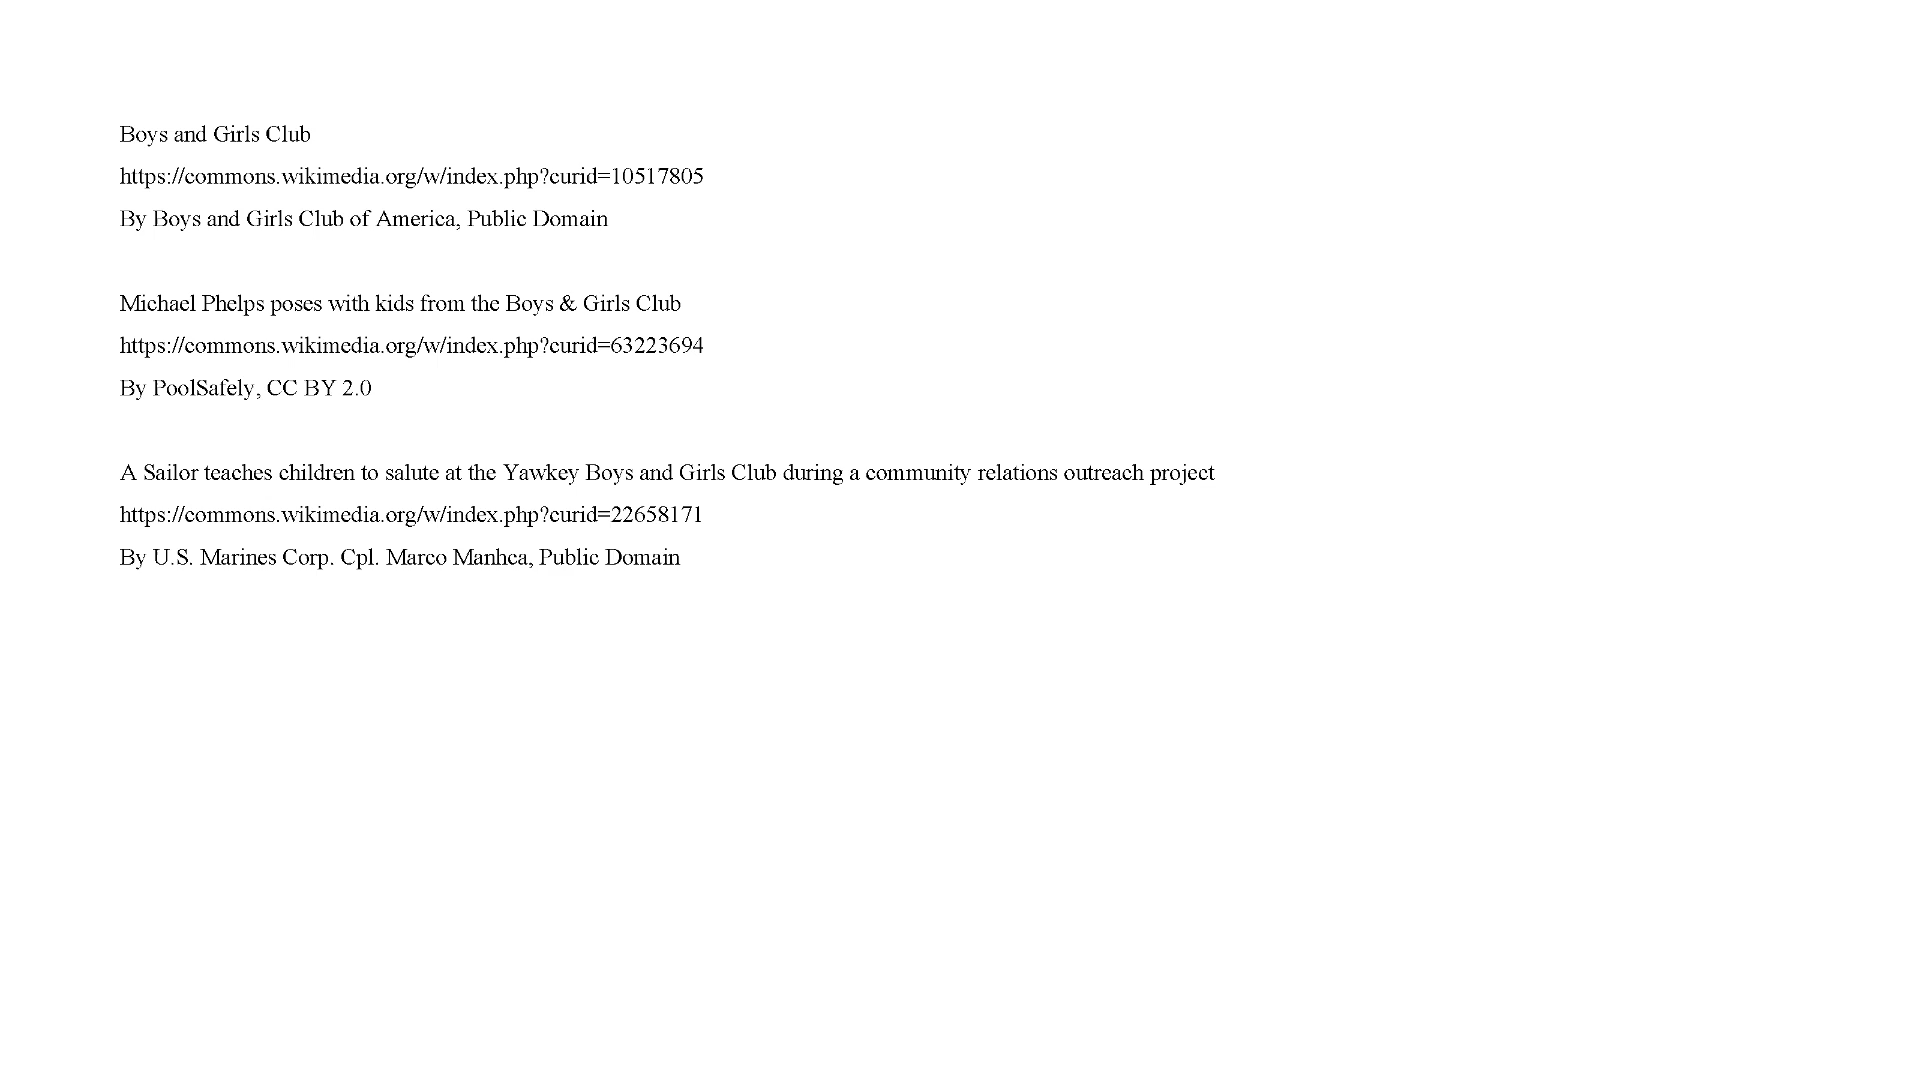 Boys and Girls Club
https://commons.wikimedia.org/w/index.php?curid=10517805
By Boys and Girls Club of America, Public Domain
Michael Phelps poses with kids from the Boys & Girls Club
https://commons.wikimedia.org/w/index.php?curid=63223694
By PoolSafely, CC BY 2.0
A Sailor teaches children to salute at the Yawkey Boys and Girls Club during a community relations outreach project
https://commons.wikimedia.org/w/index.php?curid=22658171
By U.S. Marines Corp. Cpl. Marco Manhca, Public Domain